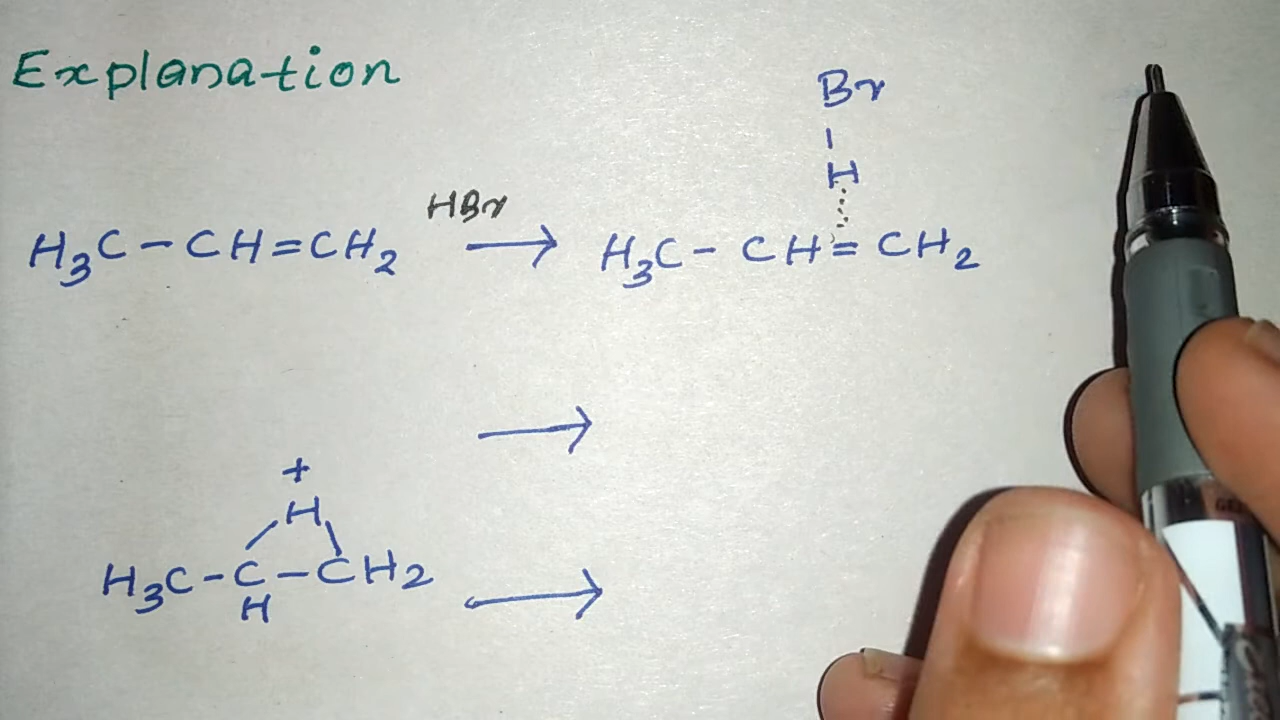 Explanation
Br
H
HBr
H3C-CH=CH2 → H3C-CH=CH2
→
+
H
H3C-C-CH2 →
H